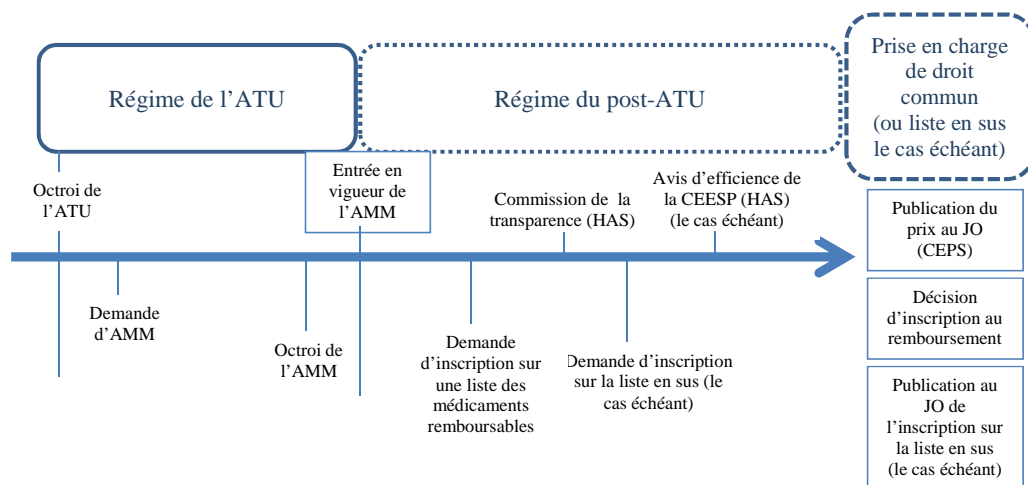 Régime de l'ATU
Régime du post-ATU
Prise en charge
de droit
commun
(ou liste en sus
le cas échéant)
Octroi de
l'ATU
Entrée en
vigueur de
l'AMM
Commission de la
transparence (HAS)
Avis d'efficience de
la CEESP (HAS)
(le cas échéant)
Demande
d'AMM
Octroi de
l'AMM
Demande
d'inscription sur
une liste des
médicaments
remboursables
Demande d'inscription
sur la liste en sus (le
cas échéant)
Publication du
prix au JO
(CEPS)
Décision
d'inscription au
remboursement
Publication au
JO de
l'inscription sur
la liste en sus
(le cas échéant)